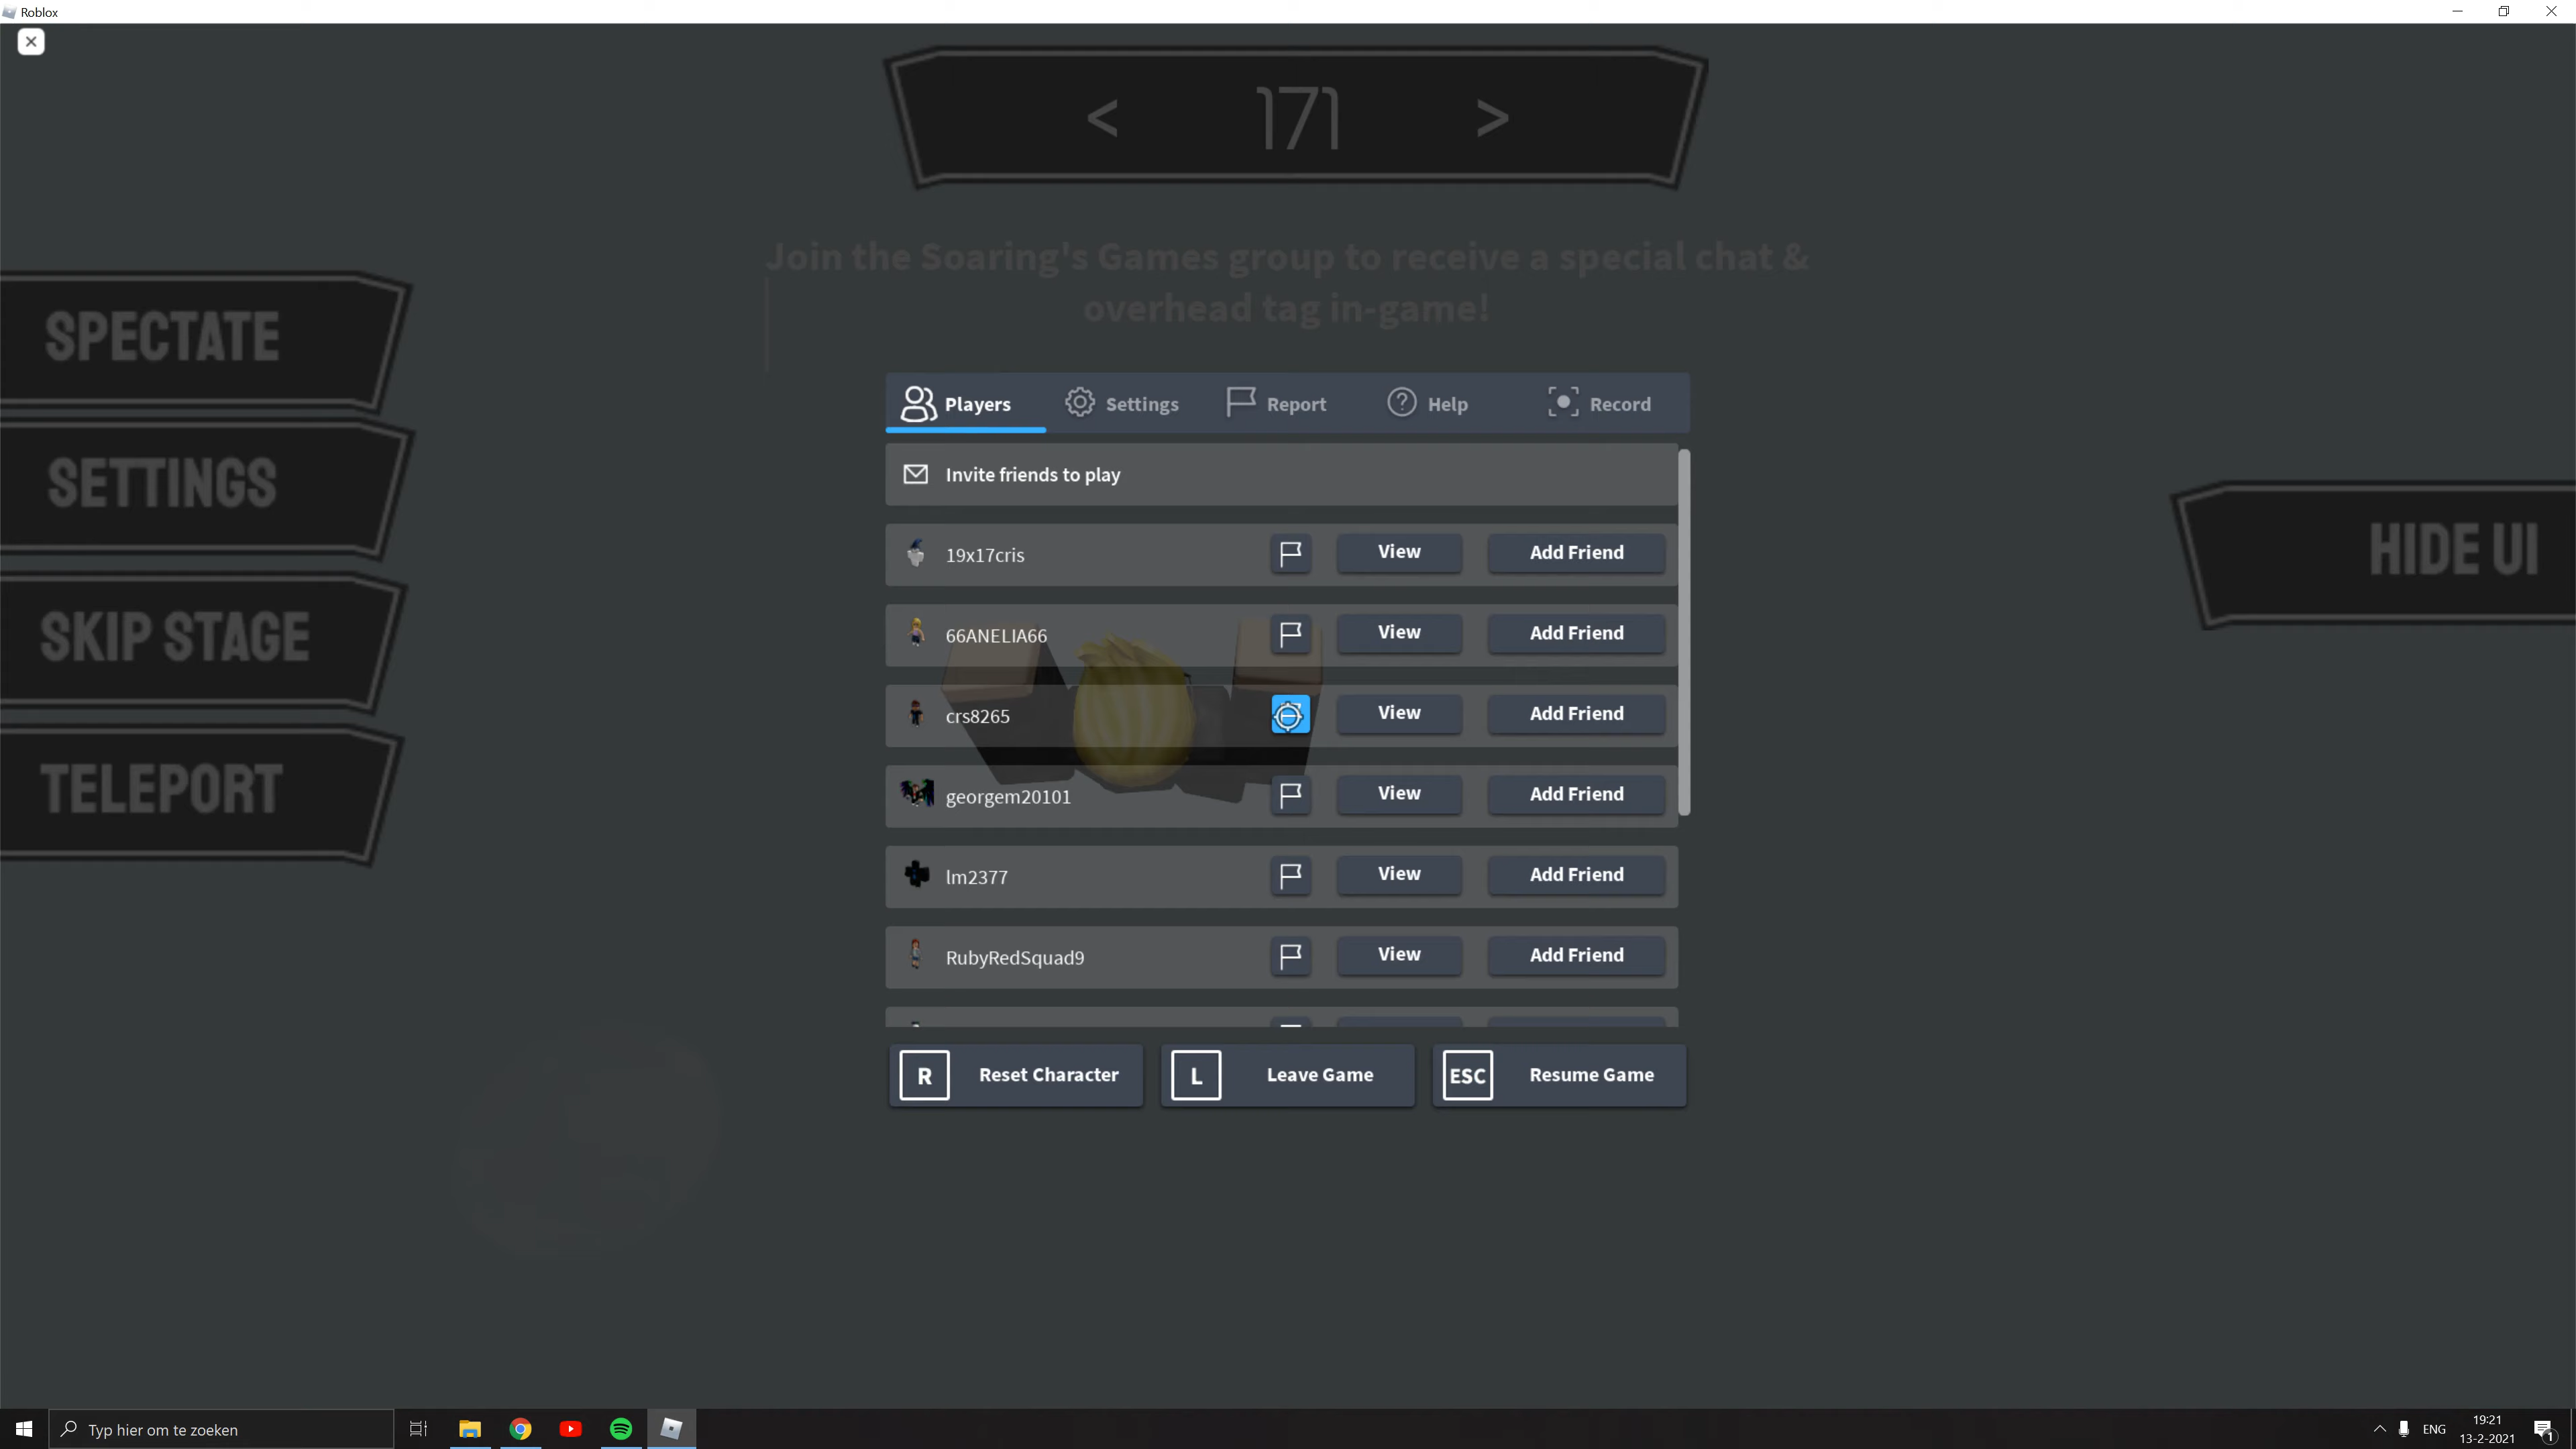 Roblox
< 171 >
Join the Soaring's Games group to receive a special chat &
overhead tag in-game!
SPECTATE
SETTINGS
SKIP STAGE
TELEPORT
HIDE UI
Players Settings Report Help Record
Invite friends to play
19x17cris View Add Friend
66ANELIA66 View Add Friend
crs8265 View Add Friend
georgem20101 View Add Friend
lm2377 View Add Friend
RubyRedSquad9 View Add Friend
R Reset Character L Leave Game ESC Resume Game
Typ hier om te zoeken
ENG
19:21
13-2-2021
1